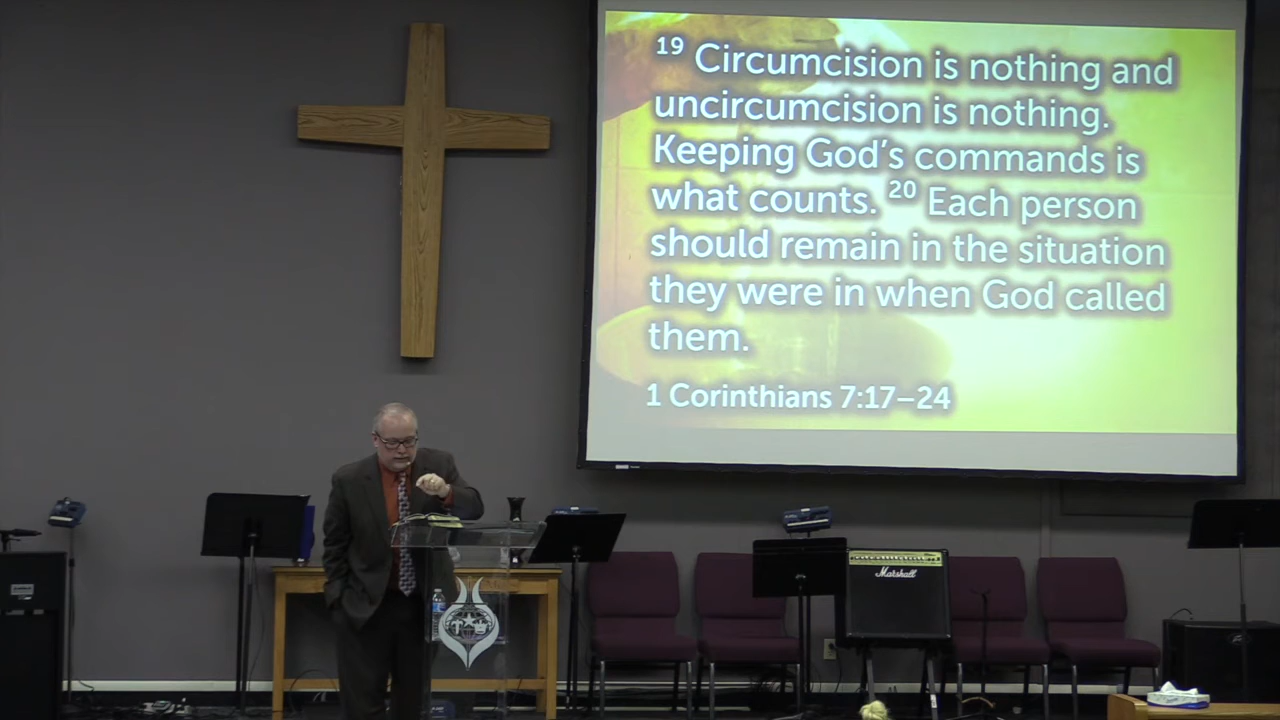 19 Circumcision is nothing and
uncircumcision is nothing.
Keeping God's commands is
what counts. 20 Each person
should remain in the situation
they were in when God called
them.
1 Corinthians 7:17–24
Marshall